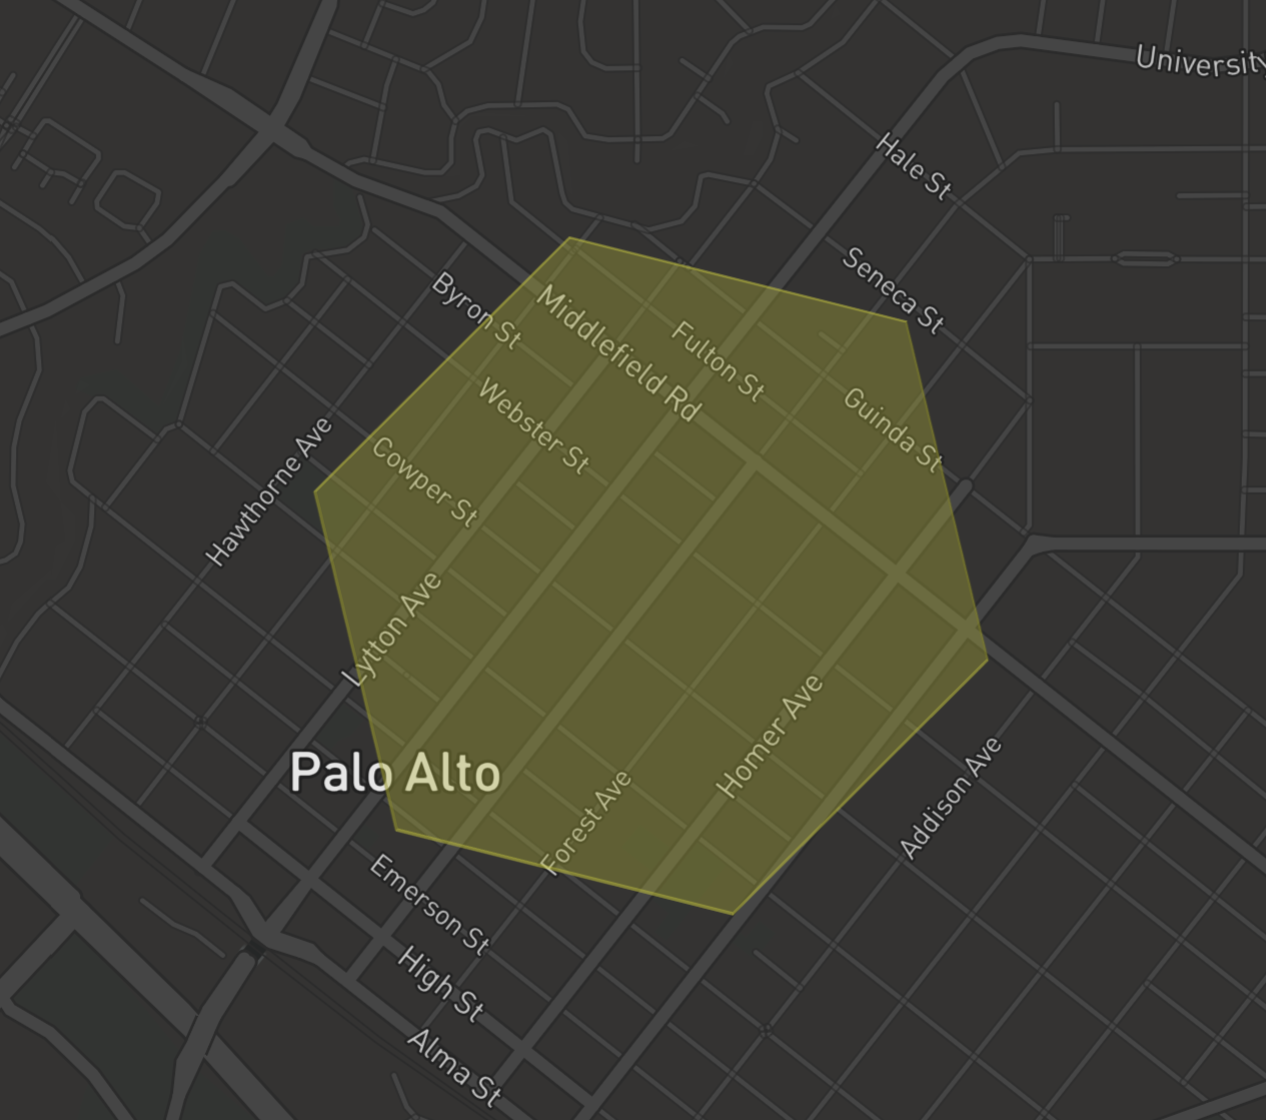 University
Hale St
Seneca St
Byron St
Middlefield Rd
Fulton St
Webster St
Guinda St
Hawthorne Ave
Cowper St
Lytton Ave
Palo Alto
Homer Ave
Forest Ave
Addison Ave
Emerson St
High St
Alma St